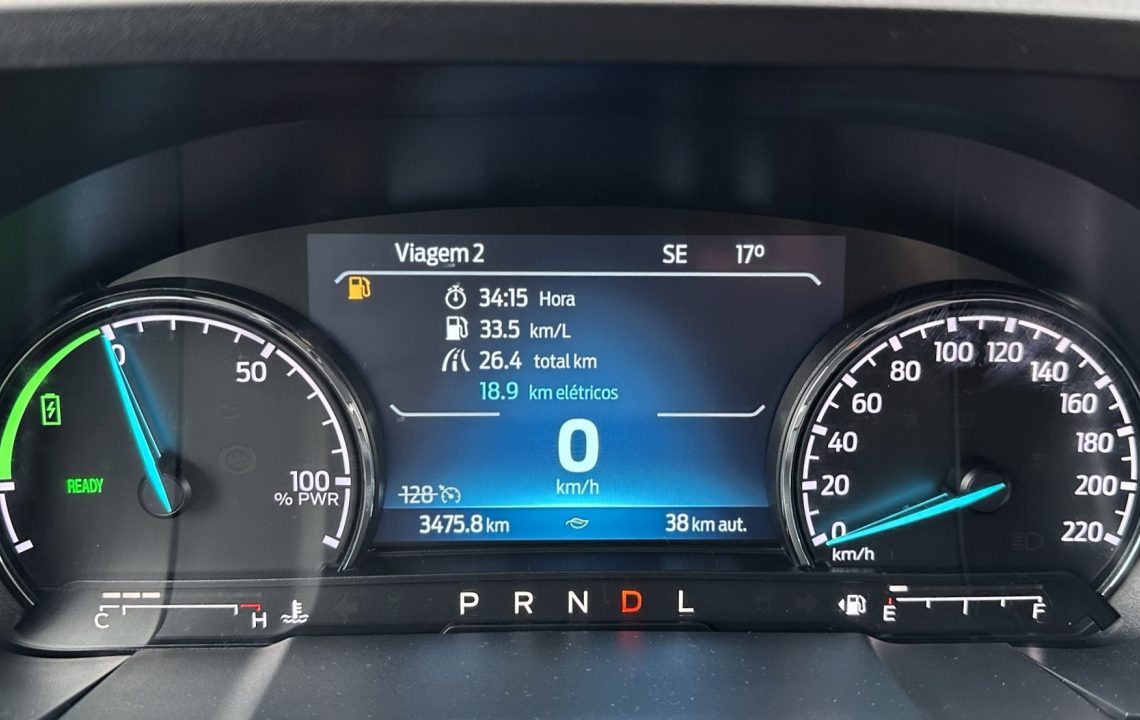 Viagem 2 SE 17º
34:15 Hora
33.5 km/L
26.4 total km
18.9 km elétricos
0
km/h
128
3475.8 km 38 km aut.
0 50 100
% PWR
READY
0 20 40 60 80 100 120 140 160 180 200 220
km/h
C H
P R N D L
E F